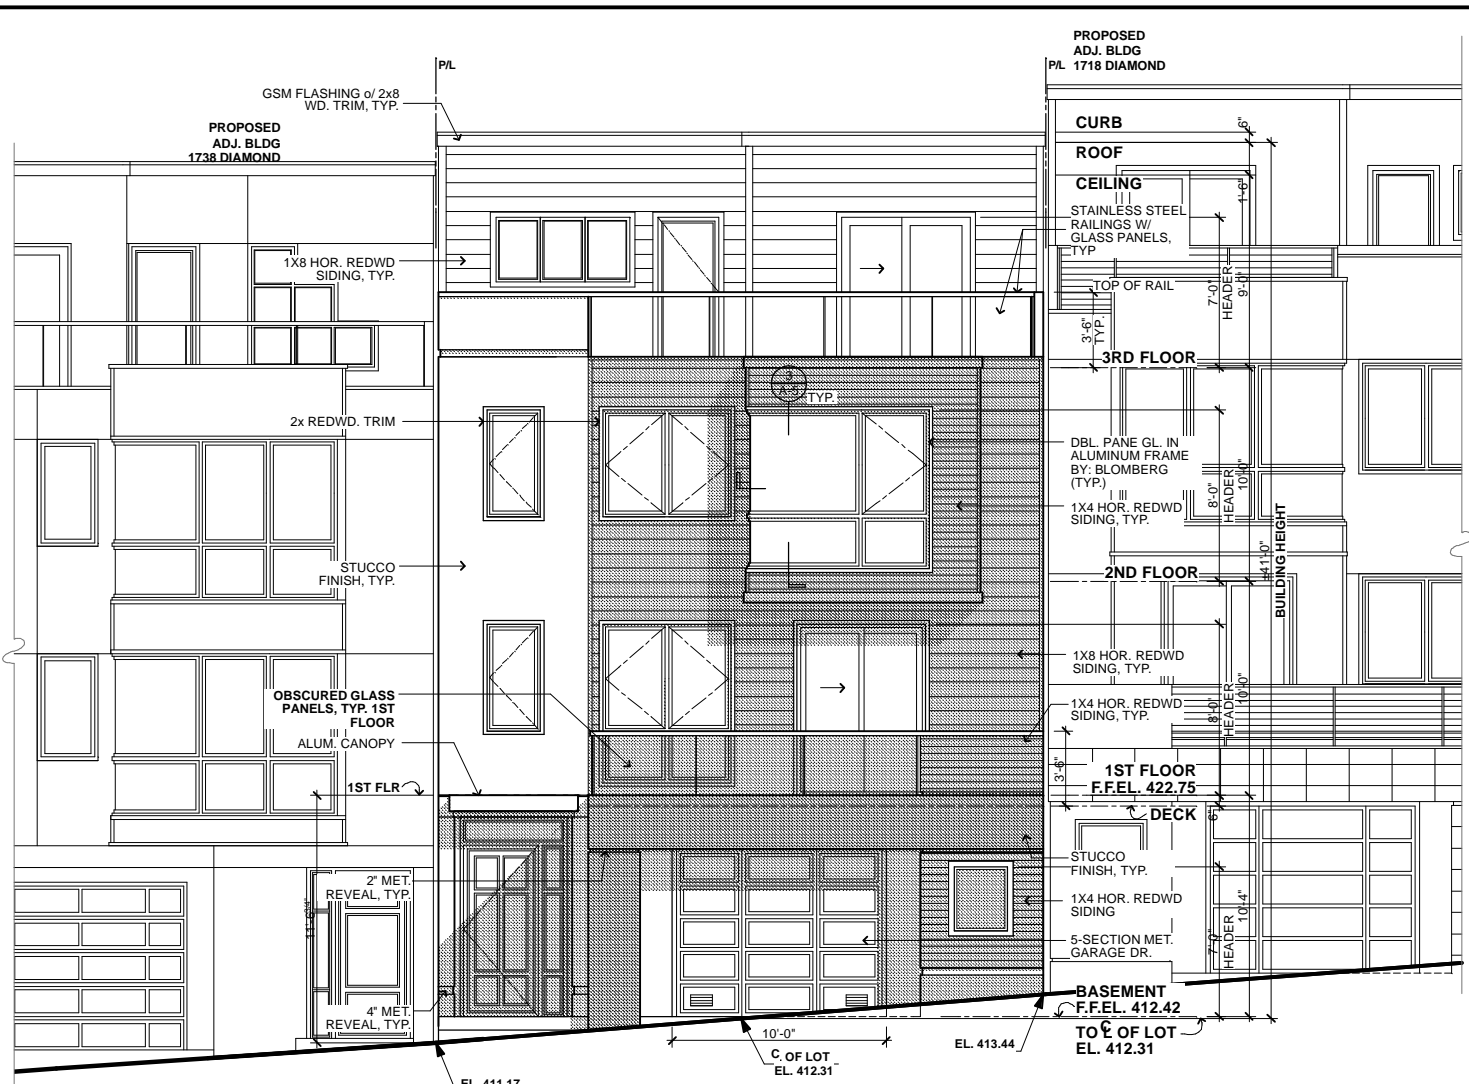 PROPOSED
ADJ. BLDG
1718 DIAMOND
P/L
P/L
GSM FLASHING o/ 2x8
WD. TRIM, TYP.
PROPOSED
ADJ. BLDG
1738 DIAMOND
CURB
6"
ROOF
CEILING
1'-6"
STAINLESS STEEL
RAILINGS W/
GLASS PANELS,
TYP
1X8 HOR. REDWD
SIDING, TYP.
TOP OF RAIL
7'-0"
HEADER
9'-0"
3'-6"
TYP.
3RD FLOOR
3
A-5
TYP.
2x REDWD. TRIM
DBL. PANE GL. IN
ALUMINUM FRAME
BY: BLOMBERG
(TYP.)
8'-0"
HEADER
10'-0"
1X4 HOR. REDWD
SIDING, TYP.
±41'-0"
BUILDING HEIGHT
STUCCO
FINISH, TYP.
2ND FLOOR
1X8 HOR. REDWD
SIDING, TYP.
OBSCURED GLASS
PANELS, TYP. 1ST
FLOOR
1X4 HOR. REDWD
SIDING, TYP.
8'-0"
HEADER
10'-0"
ALUM. CANOPY
3'-6"
1ST FLOOR
F.F.EL. 422.75
1ST FLR
DECK
6"
STUCCO
FINISH, TYP.
2" MET.
REVEAL, TYP.
1X4 HOR. REDWD
SIDING
11'-6 3/4"
7'-0"
HEADER
10'-4"
5-SECTION MET.
GARAGE DR.
4" MET.
REVEAL, TYP.
BASEMENT
F.F.EL. 412.42
10'-0"
TO C OF LOT
EL. 412.31
EL. 413.44
C OF LOT
EL. 412.31
EL. 411.17